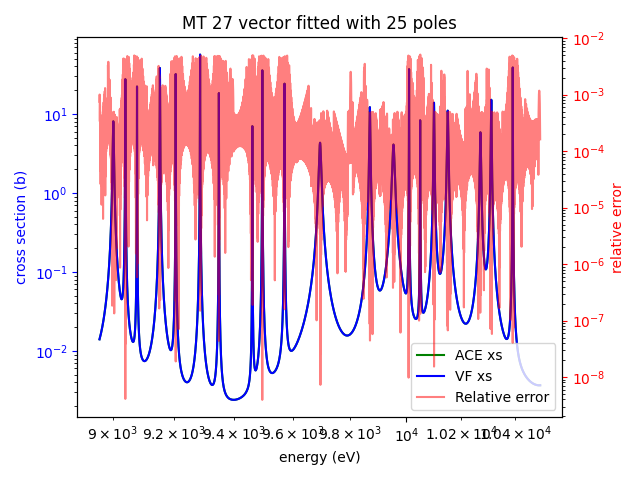 MT 27 vector fitted with 25 poles
10¹
10⁰
10⁻¹
10⁻²
cross section (b)
10⁻²
10⁻³
10⁻⁴
10⁻⁵
10⁻⁶
10⁻⁷
10⁻⁸
relative error
ACE xs
VF xs
Relative error
9 × 10³ 9.2 × 10³ 9.4 × 10³ 9.6 × 10³ 9.8 × 10³ 10⁴ 1.02 × 10⁴ 1.04 × 10⁴
energy (eV)